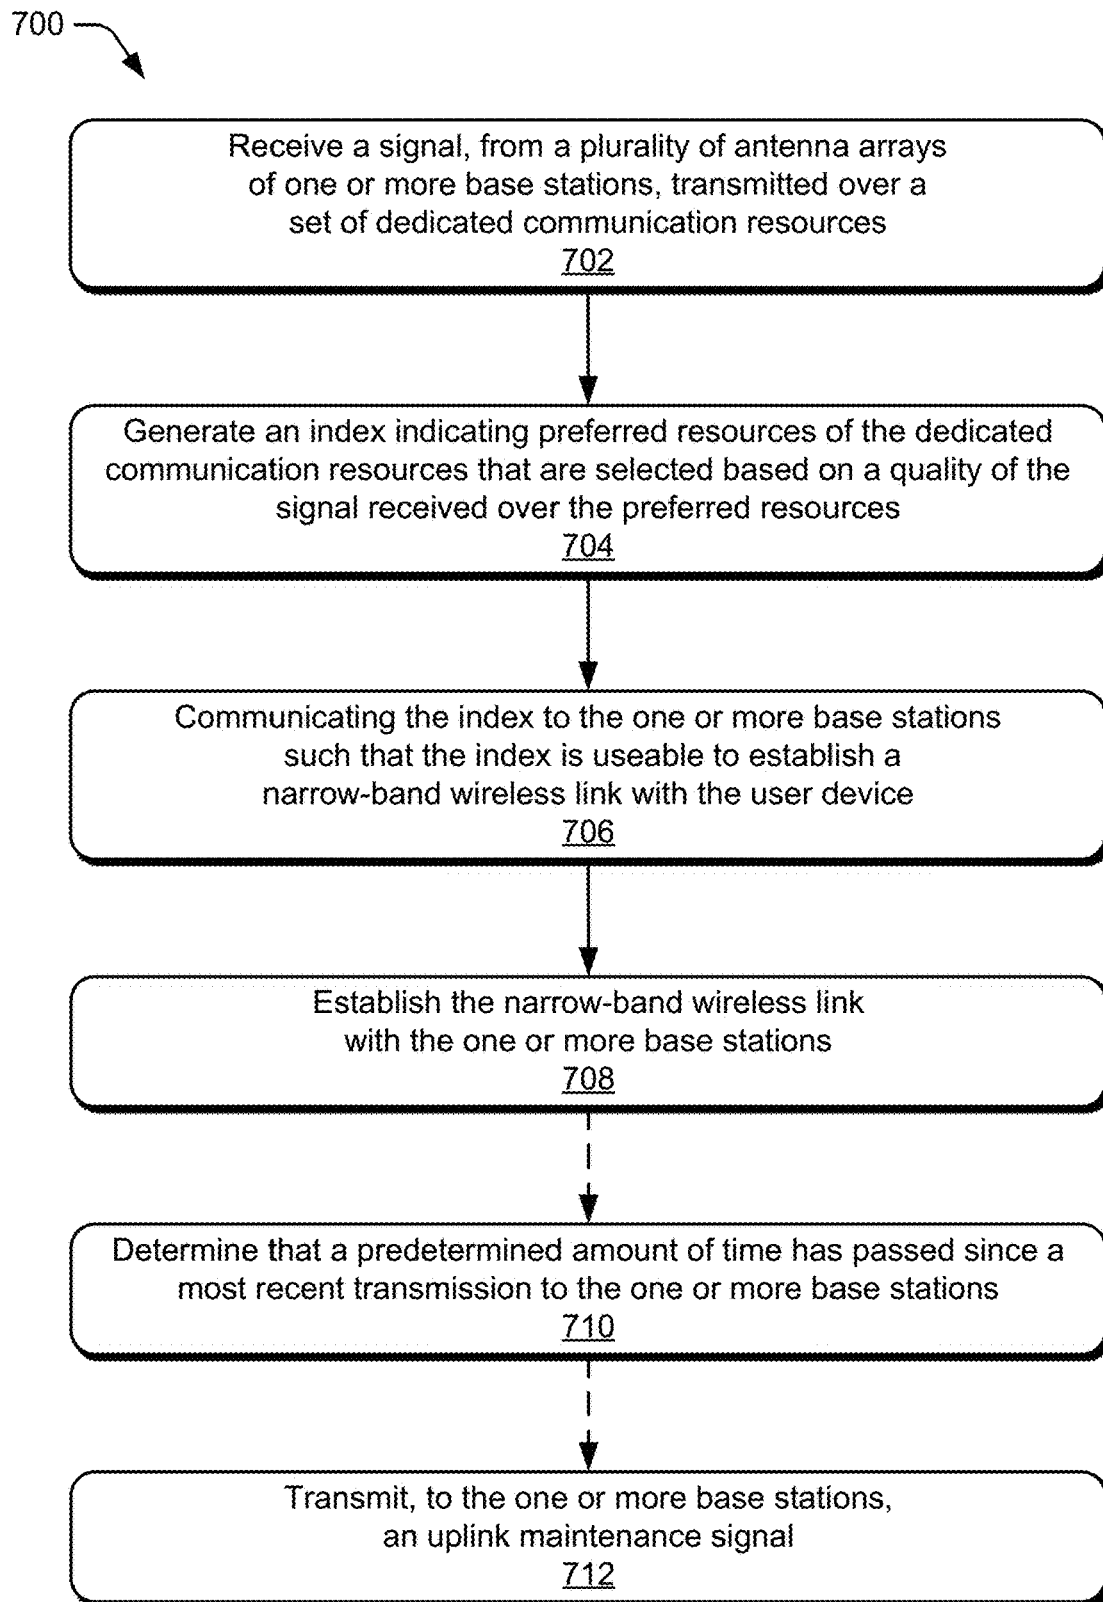 700
Receive a signal, from a plurality of antenna arrays
of one or more base stations, transmitted over a
set of dedicated communication resources
702
Generate an index indicating preferred resources of the dedicated
communication resources that are selected based on a quality of the
signal received over the preferred resources
704
Communicating the index to the one or more base stations
such that the index is useable to establish a
narrow-band wireless link with the user device
706
Establish the narrow-band wireless link
with the one or more base stations
708
Determine that a predetermined amount of time has passed since a
most recent transmission to the one or more base stations
710
Transmit, to the one or more base stations,
an uplink maintenance signal
712